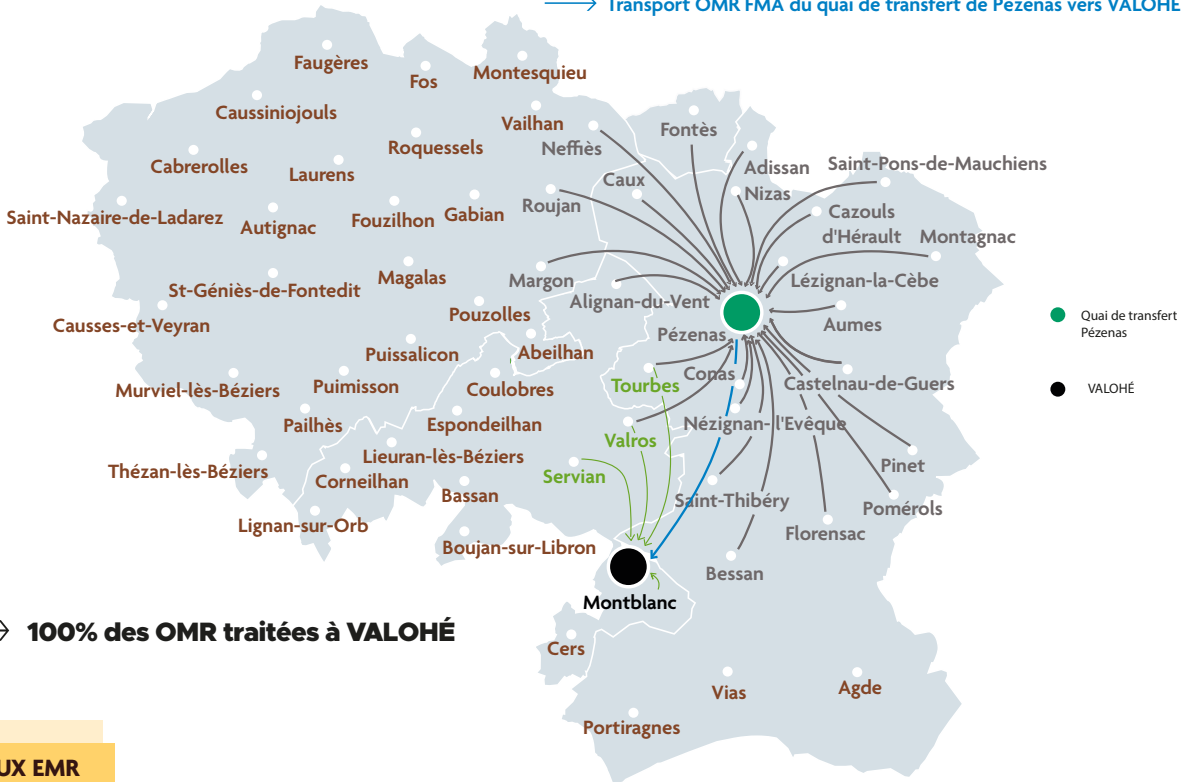 Transport OMR FMA du quai de transfert de Pézenas vers VALOHÉ
Faugères
Fos
Montesquieu
Caussiniojouls
Vailhan
Fontès
Roquessels
Neffiès
Cabrerolles
Laurens
Adissan
Saint-Pons-de-Mauchiens
Caux
Nizas
Saint-Nazaire-de-Ladarez
Autignac
Fouzilhon
Gabian
Roujan
Cazouls
d'Hérault
Montagnac
St-Géniès-de-Fontedit
Magalas
Margon
Lézignan-la-Cèbe
Alignan-du-Vent
Causses-et-Veyran
Pouzolles
Pézenas
Aumes
Quai de transfert
Pézenas
Puissalicon
Abeilhan
Murviel-lès-Béziers
Puimisson
Coulobres
Tourbes
Conas
Castelnau-de-Guers
VALOHÉ
Pailhès
Espondeilhan
Valros
Nézignan-l'Evêque
Thézan-lès-Béziers
Lieuran-lès-Béziers
Corneilhan
Servian
Pinet
Bassan
Saint-Thibéry
Pomérols
Lignan-sur-Orb
Boujan-sur-Libron
Florensac
Bessan
Montblanc
100% des OMR traitées à VALOHÉ
Cers
Vias
Agde
Portiragnes
UX EMR